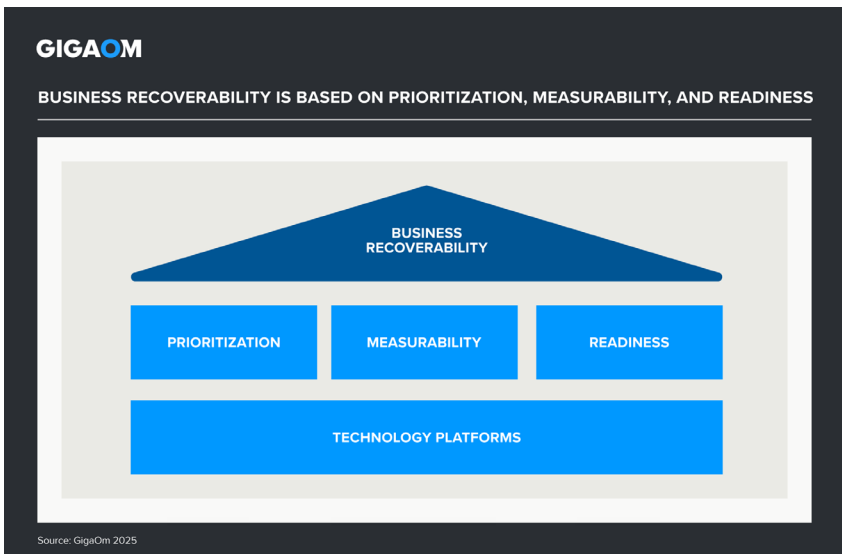 GIGAOM
BUSINESS RECOVERABILITY IS BASED ON PRIORITIZATION, MEASURABILITY, AND READINESS
BUSINESS
RECOVERABILITY
PRIORITIZATION
MEASURABILITY
READINESS
TECHNOLOGY PLATFORMS
Source: GigaOm 2025